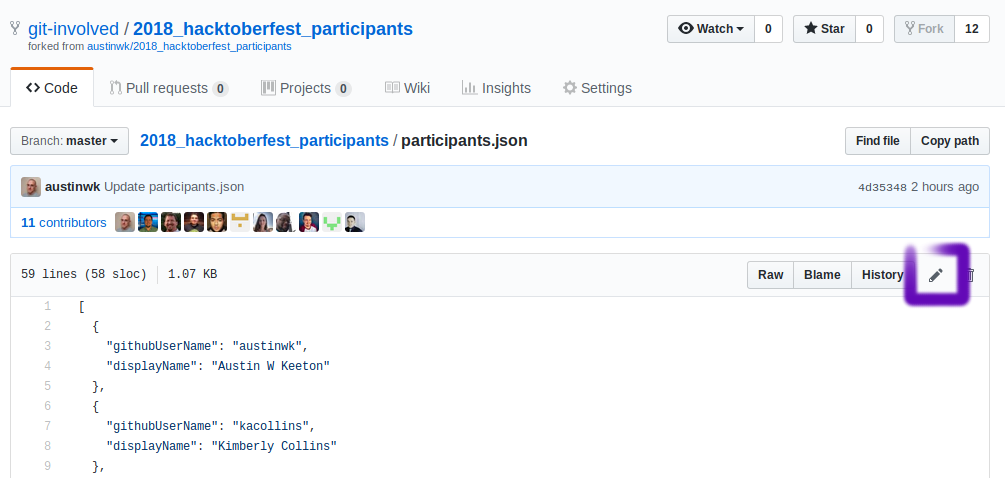 git-involved / 2018_hacktoberfest_participants
Watch 0 Star 0 Fork 12
forked from austinwk/2018_hacktoberfest_participants
Code Pull requests 0 Projects 0 Wiki Insights Settings
Branch: master 2018_hacktoberfest_participants / participants.json Find file Copy path
austinwk Update participants.json 4d35348 2 hours ago
11 contributors
59 lines (58 sloc) 1.07 KB Raw Blame History
1 [
2 {
3 "githubUserName": "austinwk",
4 "displayName": "Austin W Keeton"
5 },
6 {
7 "githubUserName": "kacollins",
8 "displayName": "Kimberly Collins"
9 },